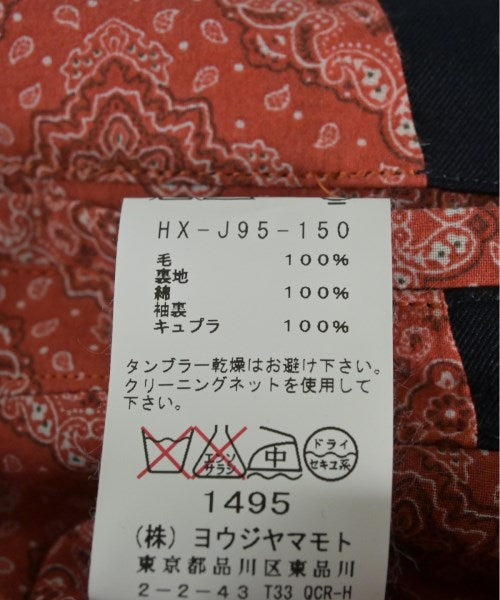 HX-J95-150
毛 100%
裏地
綿 100%
袖裏
キュプラ 100%
タンブラー乾燥はお避け下さい。
クリーニングネットを使用して
下さい。
エンソ サラシ 中 ドライ セキユ系
1495
(株) ヨウジヤマモト
東京都品川区東品川
2-2-43 T33 QCR-H